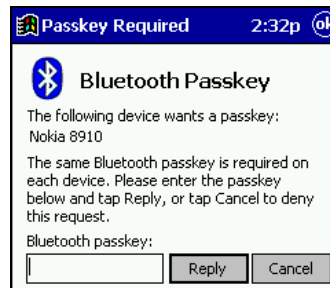 Passkey Required 2:32p ok
Bluetooth Passkey
The following device wants a passkey:
Nokia 8910
The same Bluetooth passkey is required on
each device. Please enter the passkey
below and tap Reply, or tap Cancel to deny
this request.
Bluetooth passkey:
Reply Cancel